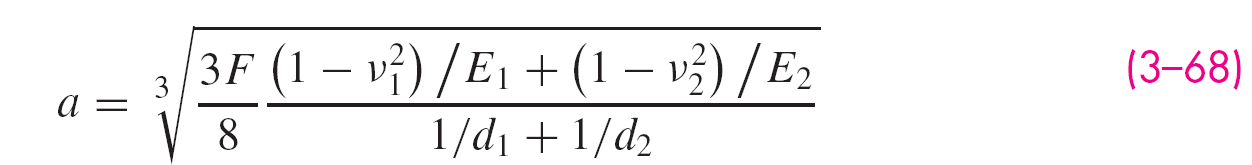 a = ∛((3F/8) · ((1 − ν₁²)/E₁ + (1 − ν₂²)/E₂)/(1/d₁ + 1/d₂)) (3–68)